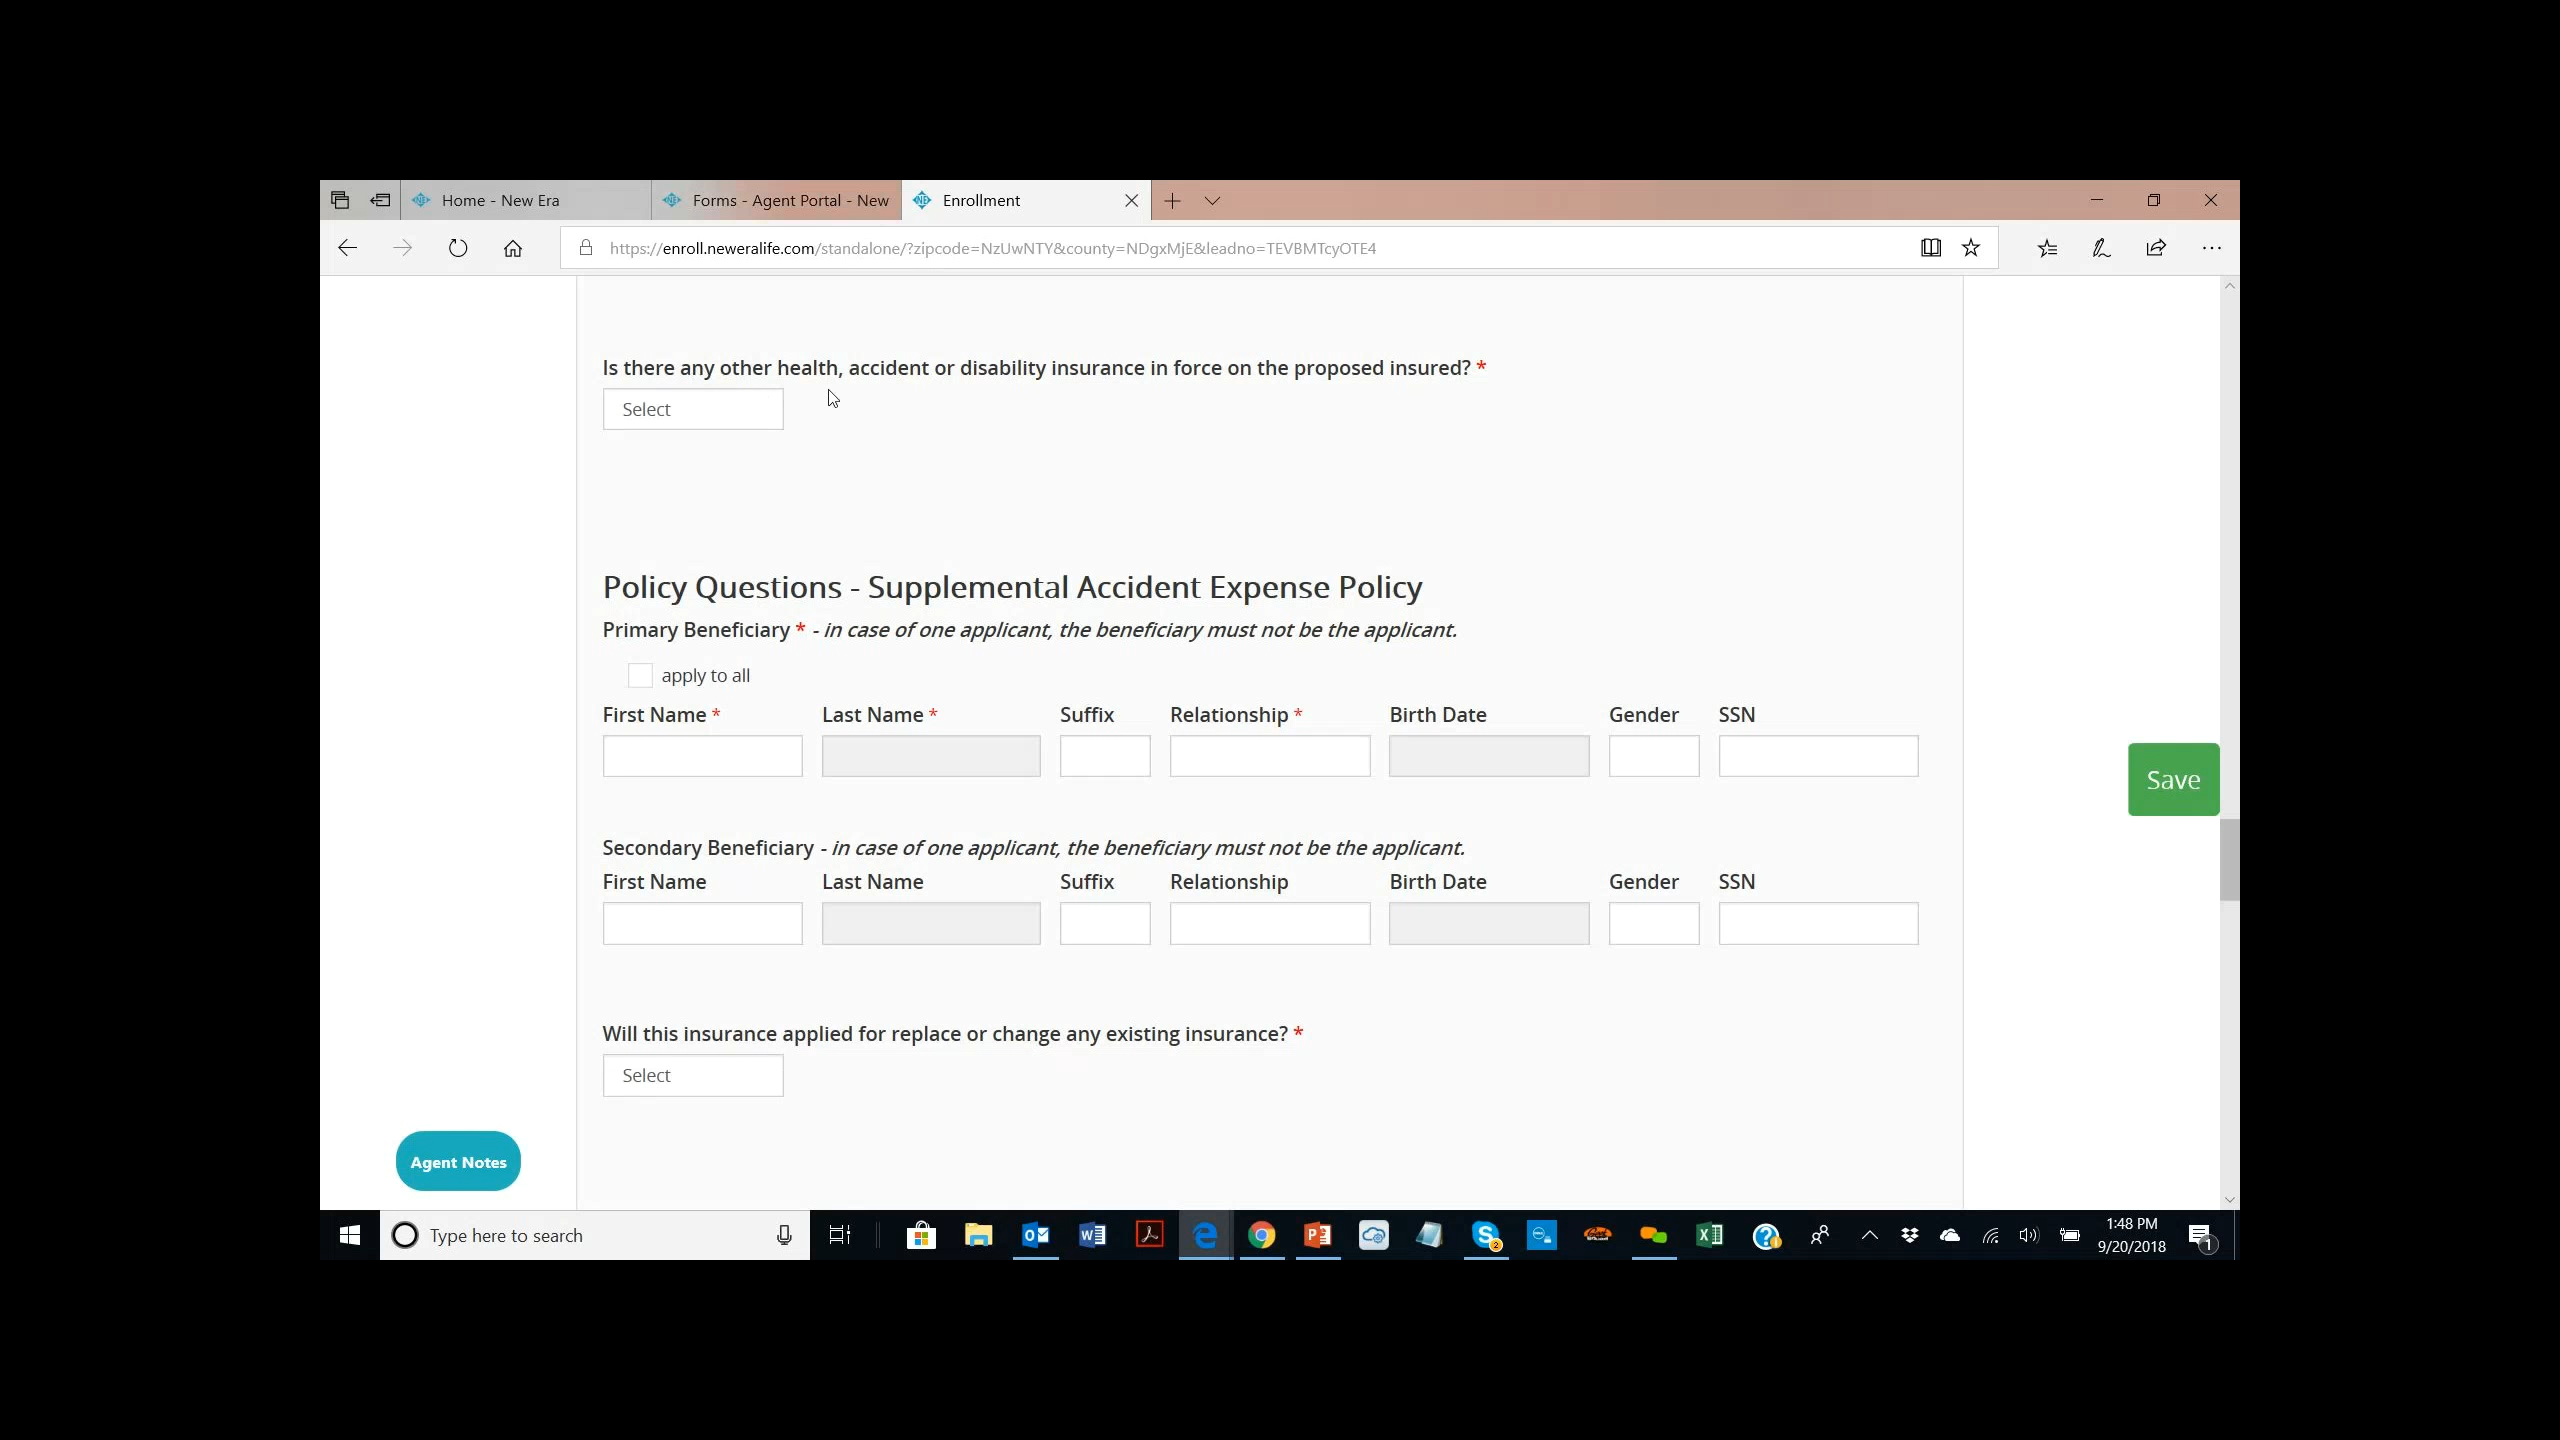 Home - New Era
Forms - Agent Portal - New
Enrollment
https://enroll.neweralife.com/standalone/?zipcode=NzUwNTY&county=NDgxMjE&leadno=TEVBMTcyOTE4
Is there any other health, accident or disability insurance in force on the proposed insured? *
Select
Policy Questions - Supplemental Accident Expense Policy
Primary Beneficiary * - in case of one applicant, the beneficiary must not be the applicant.
apply to all
First Name * Last Name * Suffix Relationship * Birth Date Gender SSN
Save
Secondary Beneficiary - in case of one applicant, the beneficiary must not be the applicant.
First Name Last Name Suffix Relationship Birth Date Gender SSN
Will this insurance applied for replace or change any existing insurance? *
Select
Agent Notes
Type here to search
1:48 PM
9/20/2018